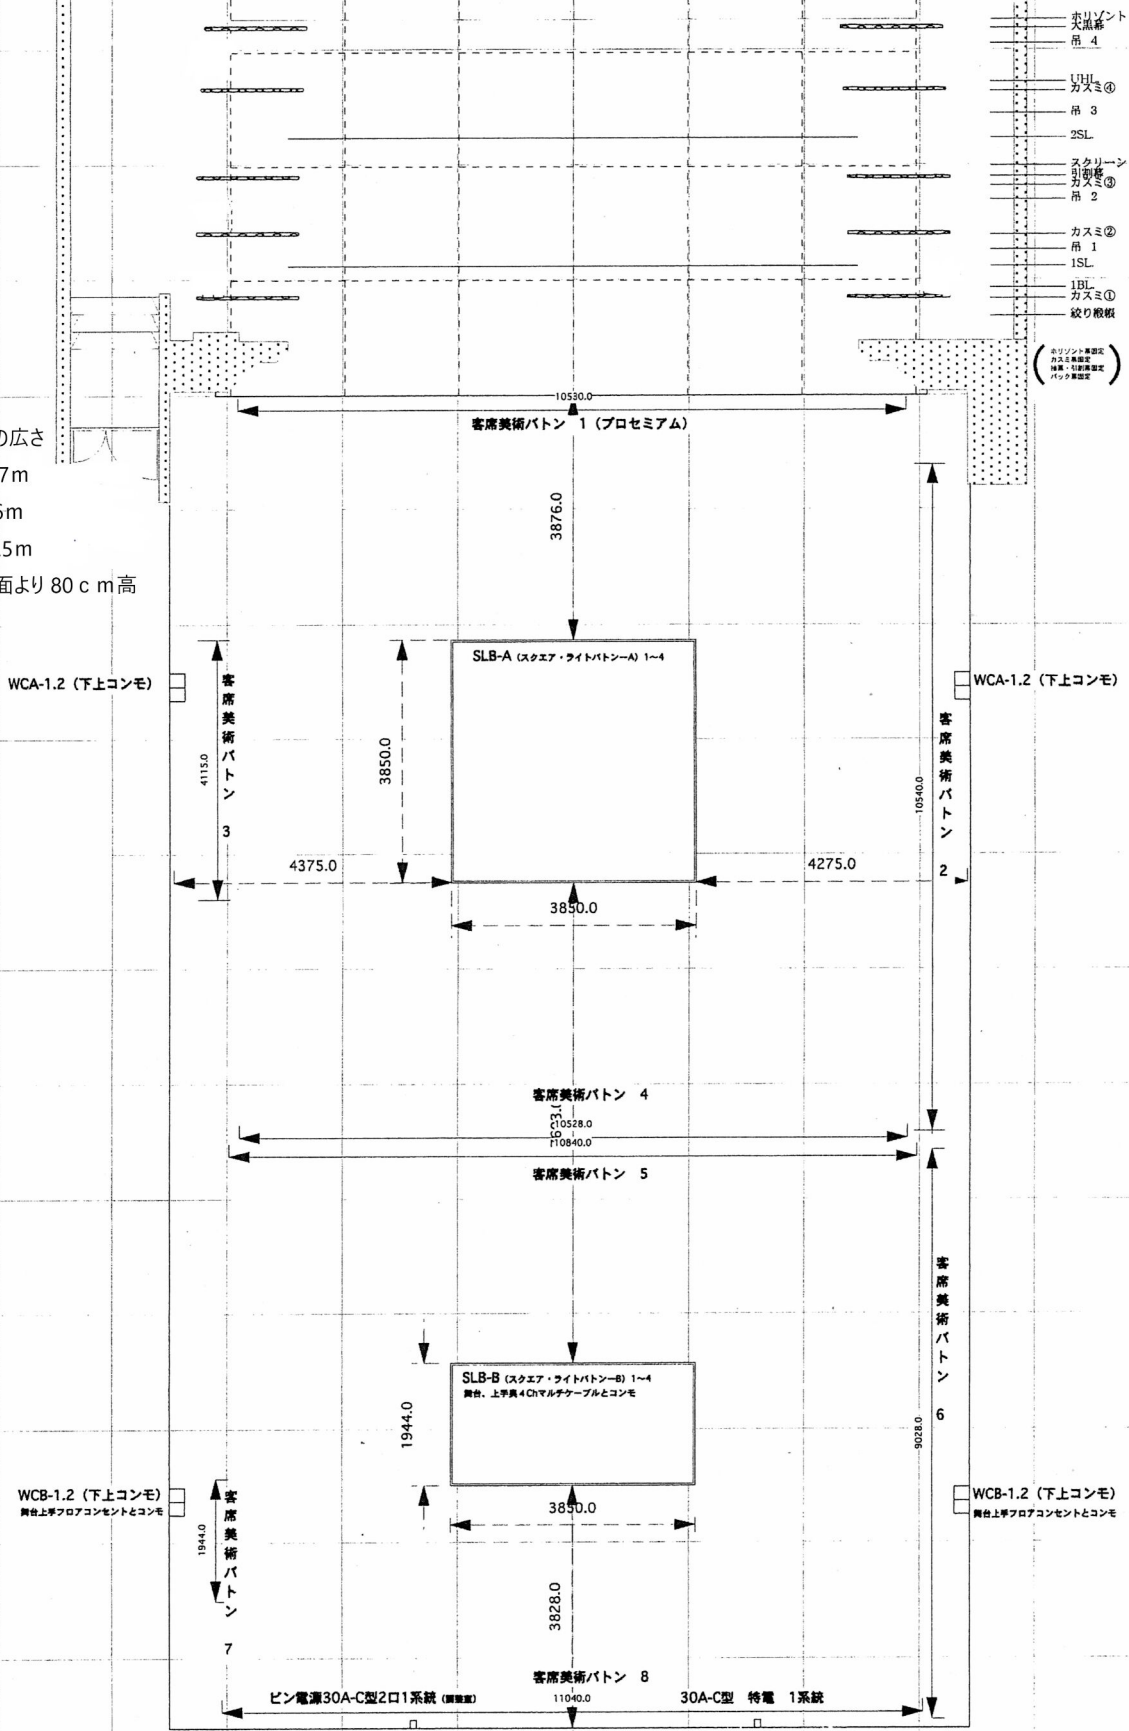 ホリゾント
大黒幕
吊 4
UHL
カスミ④
吊 3
2SL
スクリーン
引割幕
カスミ③
吊 2
カスミ②
吊 1
1SL
1BL
カスミ①
絞り緞帳
ホリゾント幕固定
カスミ幕固定
抽幕・引割幕固定
バック幕固定
10530.0
客席美術バトン 1（プロセミアム）
の広さ
7m
5m
面より 80ｃｍ高
3876.0
SLB-A（スクエア・ライトバトンーA）1〜4
WCA-1.2（下上コンモ）
WCA-1.2（下上コンモ）
客席美術バトン 3
4115.0
3850.0
客席美術バトン 2
10540.0
4375.0
4275.0
3850.0
客席美術バトン 4
10528.0
10840.0
客席美術バトン 5
客席美術バトン 6
9028.0
SLB-B（スクエア・ライトバトンーB）1〜4
舞台、上手奥4Chマルチケーブルとコンモ
1944.0
WCB-1.2（下上コンモ）
舞台上手フロアコンセントとコンモ
WCB-1.2（下上コンモ）
舞台上手フロアコンセントとコンモ
客席美術バトン 7
1944.0
3850.0
3828.0
客席美術バトン 8
ピン電源30A-C型2口1系統（調整室）
11040.0
30A-C型 特電 1系統